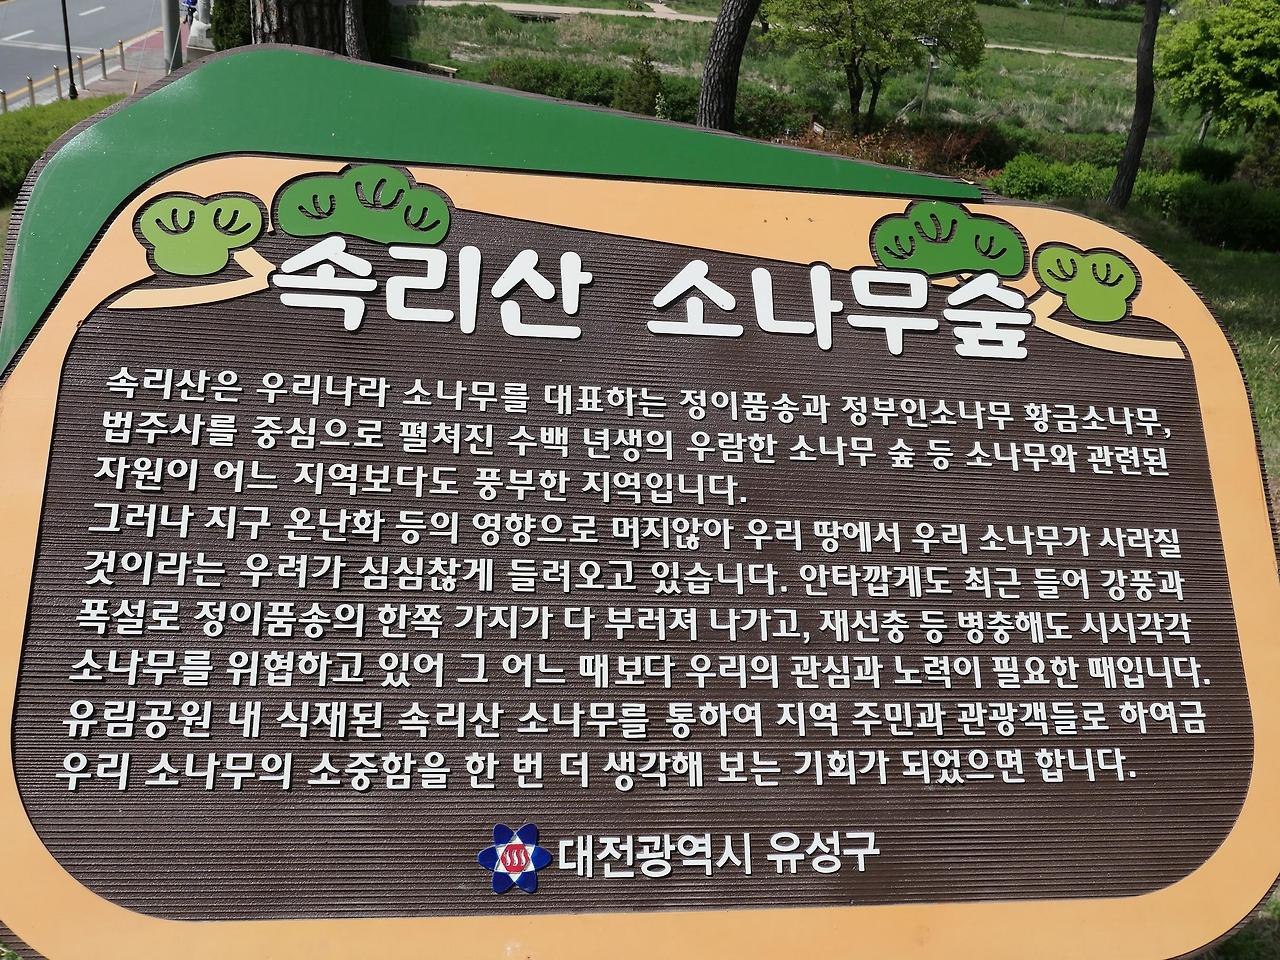 속리산 소나무숲
속리산은 우리나라 소나무를 대표하는 정이품송과 정부인소나무 황금소나무,
법주사를 중심으로 펼쳐진 수백 년생의 우람한 소나무 숲 등 소나무와 관련된
자원이 어느 지역보다도 풍부한 지역입니다.
그러나 지구 온난화 등의 영향으로 머지않아 우리 땅에서 우리 소나무가 사라질
것이라는 우려가 심심찮게 들려오고 있습니다. 안타깝게도 최근 들어 강풍과
폭설로 정이품송의 한쪽 가지가 다 부러져 나가고, 재선충 등 병충해도 시시각각
소나무를 위협하고 있어 그 어느 때보다 우리의 관심과 노력이 필요한 때입니다.
유림공원 내 식재된 속리산 소나무를 통하여 지역 주민과 관광객들로 하여금
우리 소나무의 소중함을 한 번 더 생각해 보는 기회가 되었으면 합니다.
대전광역시 유성구